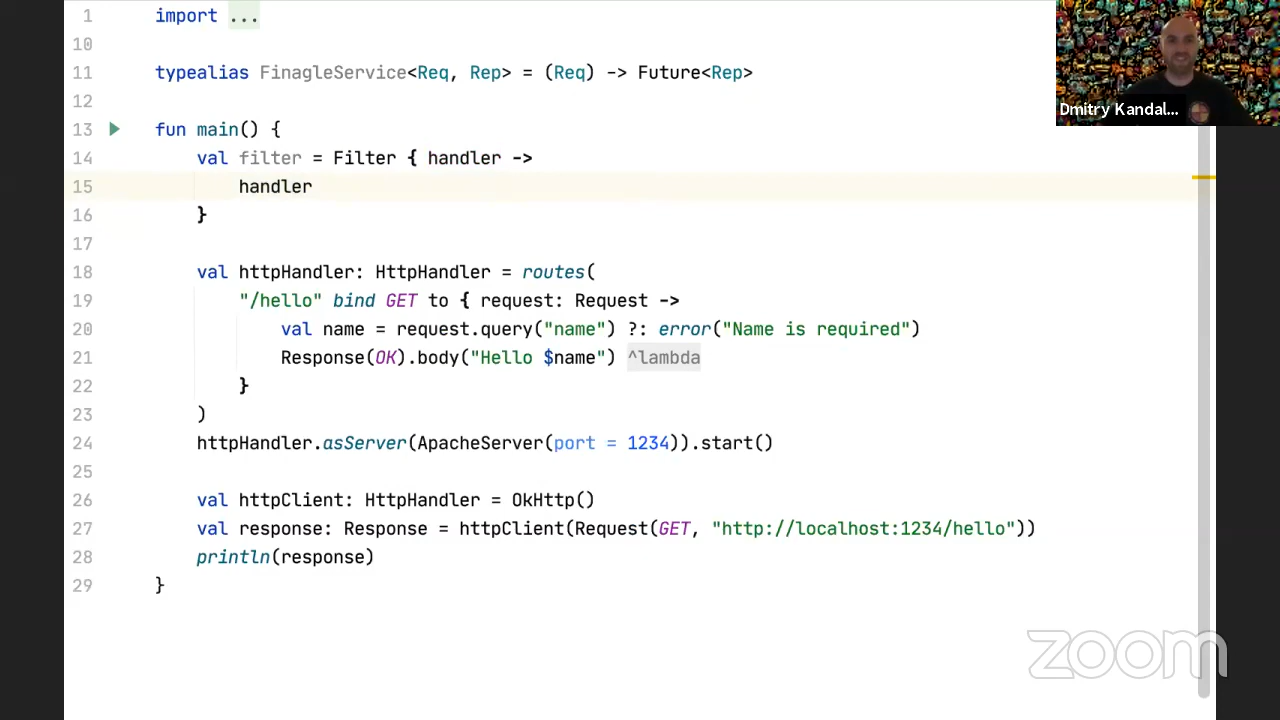 1 import ...
10
11 typealias FinagleService<Req, Rep> = (Req) -> Future<Rep>
12
13 fun main() {
14 val filter = Filter { handler ->
15 handler
16 }
17
18 val httpHandler: HttpHandler = routes(
19 "/hello" bind GET to { request: Request ->
20 val name = request.query("name") ?: error("Name is required")
21 Response(OK).body("Hello $name") ^lambda
22 }
23 )
24 httpHandler.asServer(ApacheServer(port = 1234)).start()
25
26 val httpClient: HttpHandler = OkHttp()
27 val response: Response = httpClient(Request(GET, "http://localhost:1234/hello"))
28 println(response)
29 }
Dmitry Kandal...
zoom